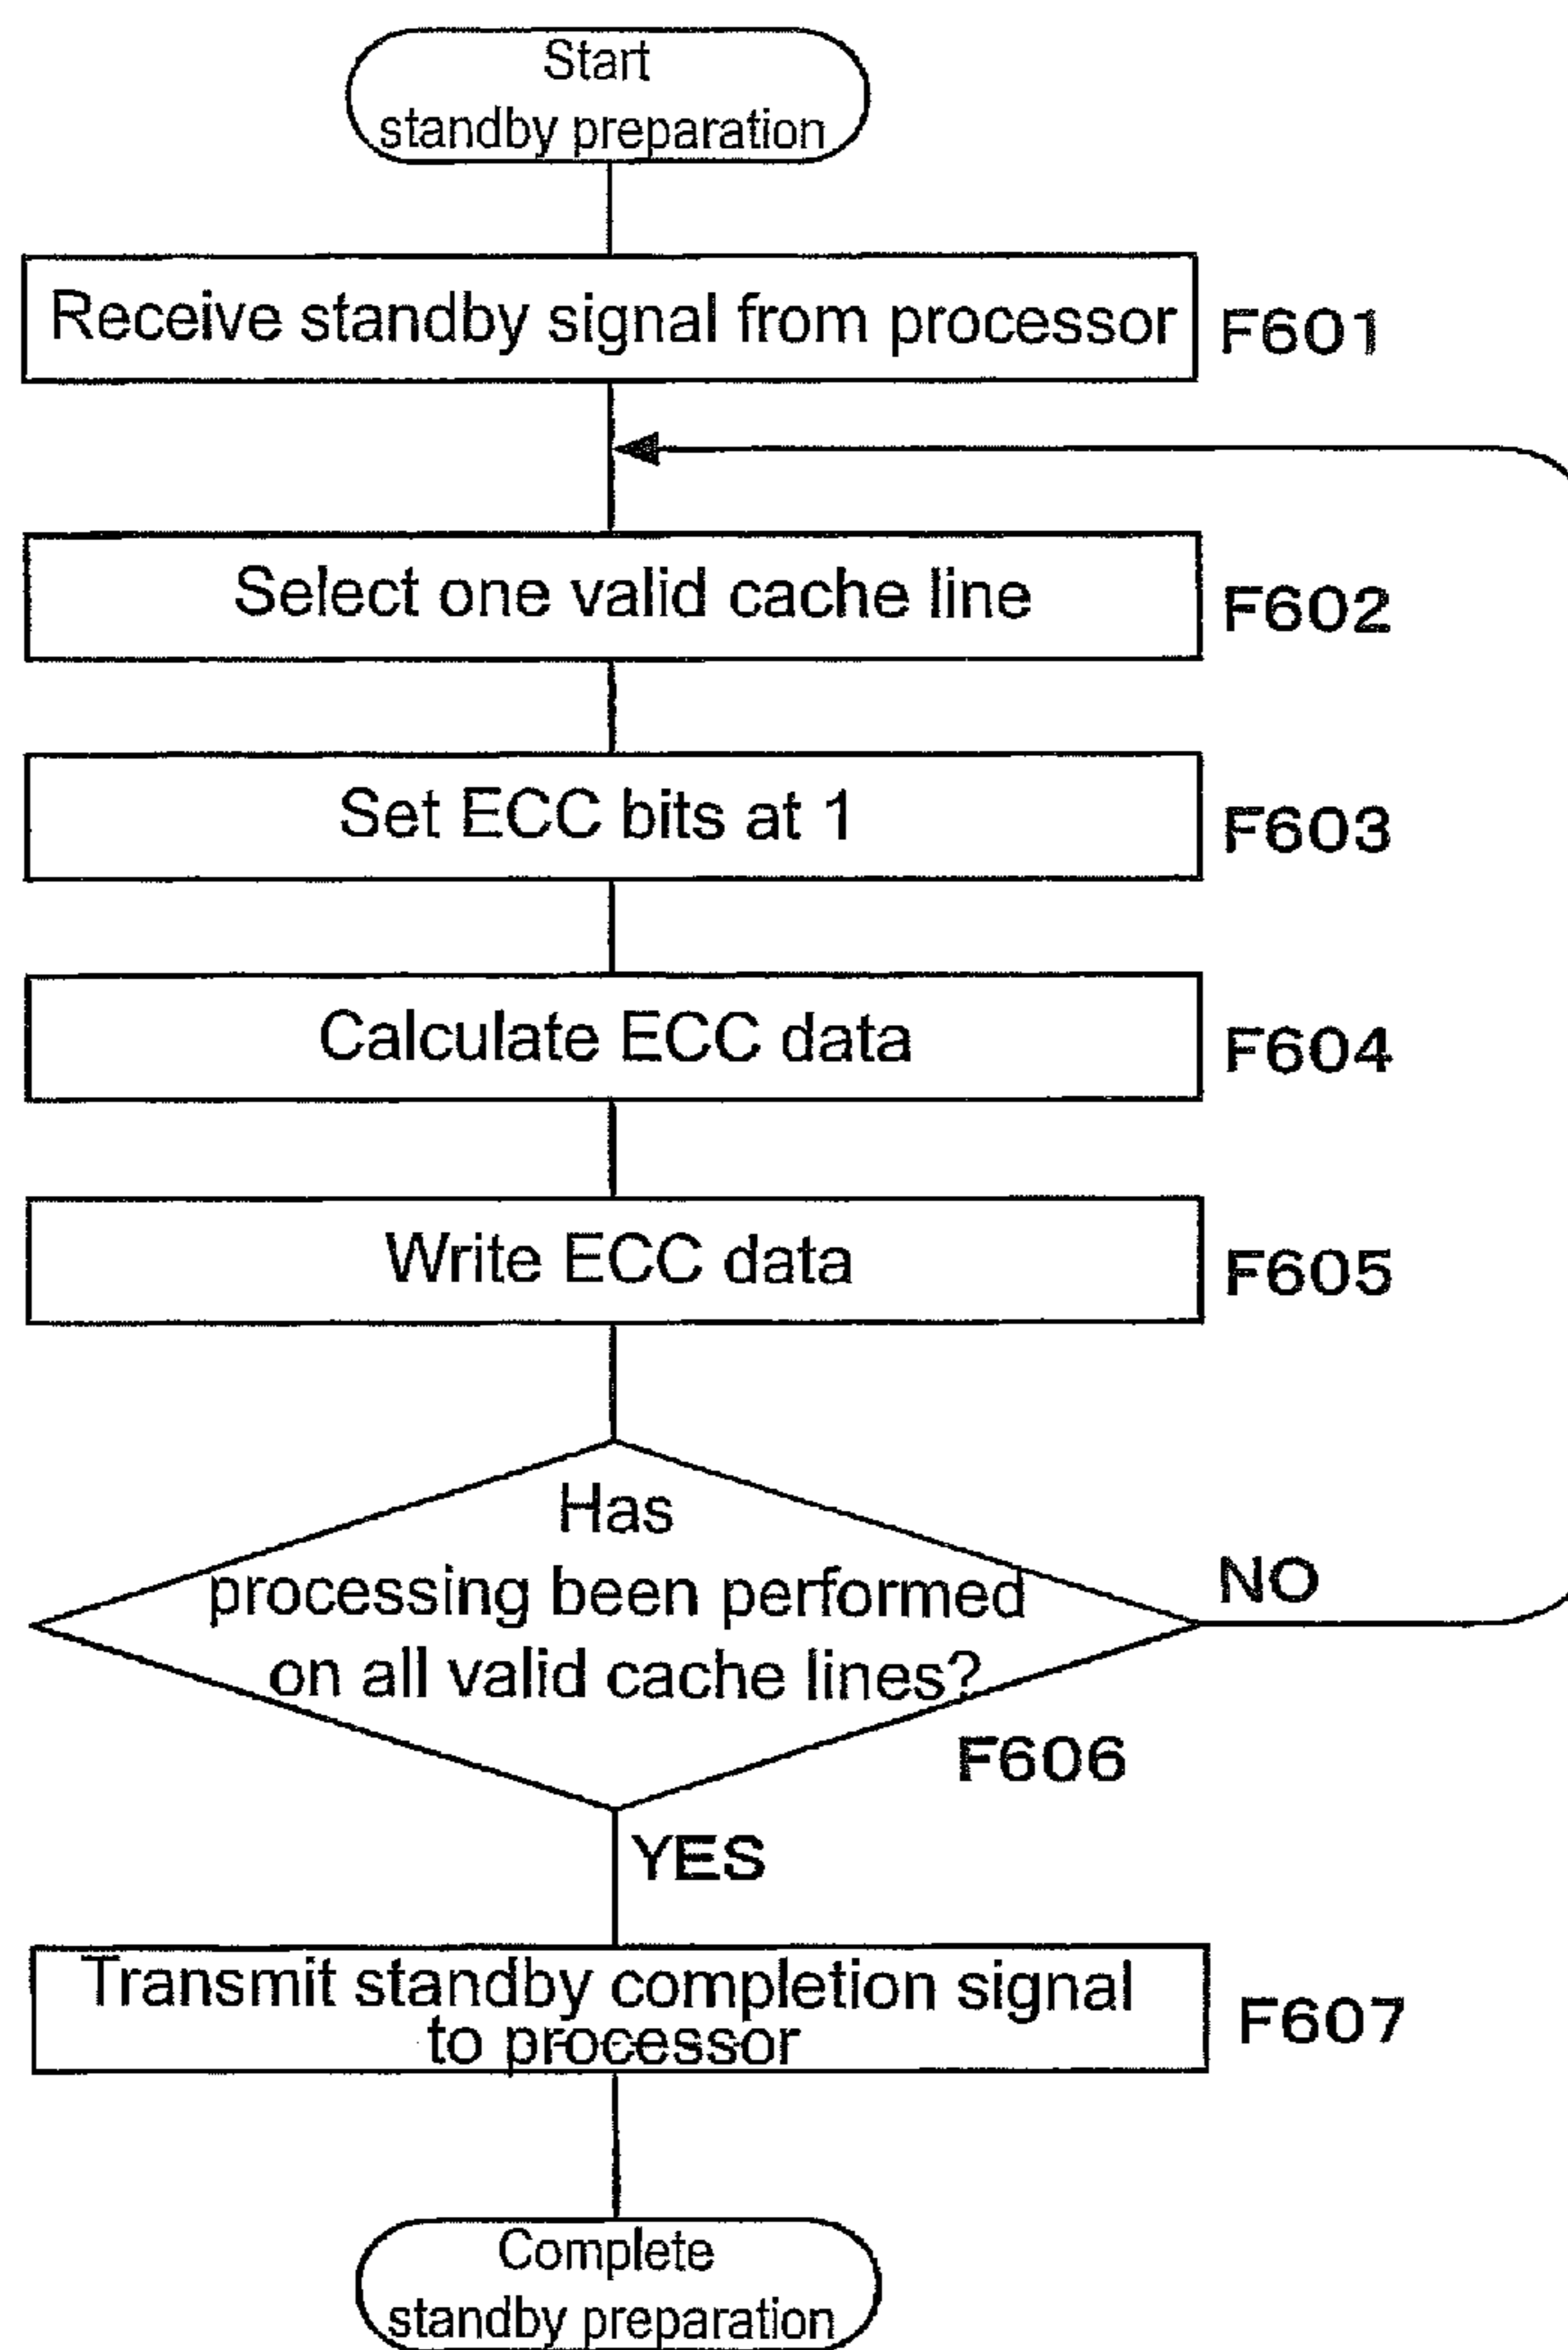 Start
standby preparation
Receive standby signal from processor
F601
Select one valid cache line
F602
Set ECC bits at 1
F603
Calculate ECC data
F604
Write ECC data
F605
Has
processing been performed
on all valid cache lines?
NO
F606
YES
Transmit standby completion signal
to processor
F607
Complete
standby preparation